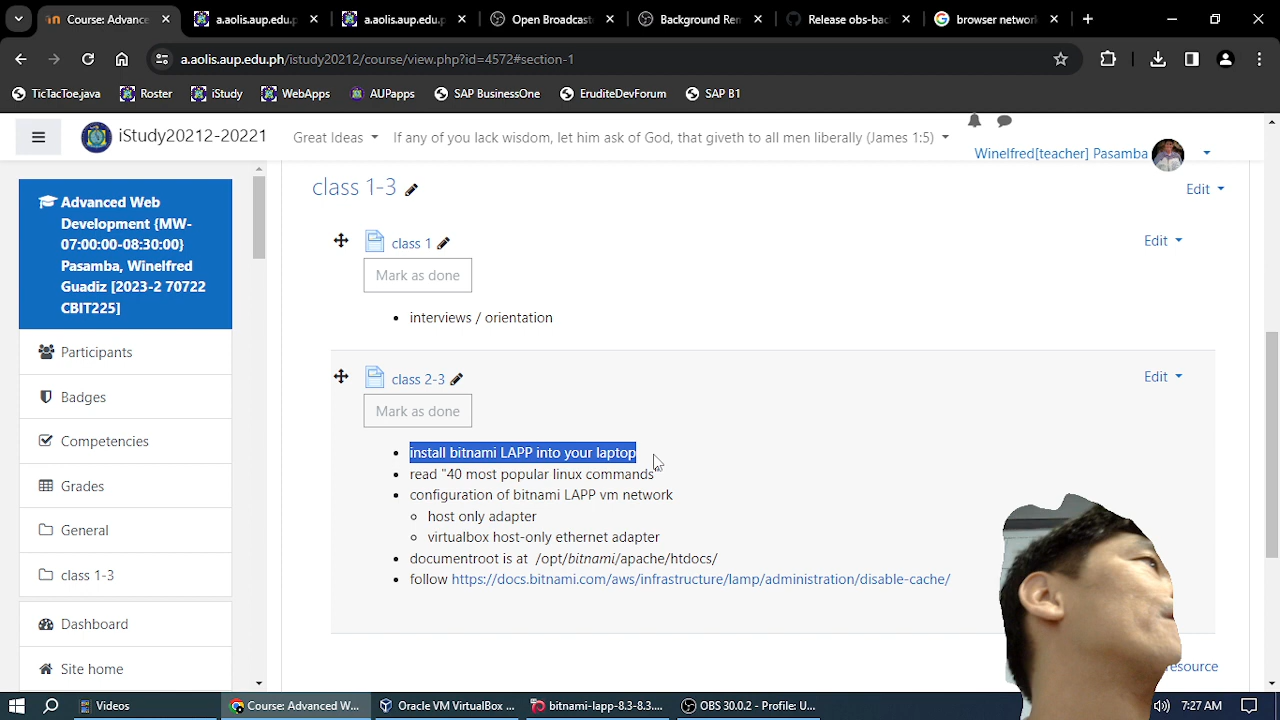 Course: Advance
a.aolis.aup.edu.p
aaolis.aup.edu.p
Open Broadcaste
Background Rem
Release obs-bac
browser network
a.aolis.aup.edu.ph/istudy20212/course/view.php?id=4572#section-1
TicTacToe.java
Roster
iStudy
WebApps
AUPapps
SAP BusinessOne
EruditeDevForum
SAP B1
iStudy20212-20221
Great Ideas
If any of you lack wisdom, let him ask of God, that giveth to all men liberally (James 1:5)
Winelfred[teacher] Pasamba
Advanced Web
Development {MW-
07:00:00-08:30:00}
Pasamba, Winelfred
Guadiz [2023-2 70722
CBIT225]
Participants
Badges
Competencies
Grades
General
class 1-3
Dashboard
Site home
class 1-3
Edit
class 1
Edit
Mark as done
interviews / orientation
class 2-3
Edit
Mark as done
install bitnami LAPP into your laptop
read "40 most popular linux commands"
configuration of bitnami LAPP vm network
host only adapter
virtualbox host-only ethernet adapter
documentroot is at /opt/bitnami/apache/htdocs/
follow https://docs.bitnami.com/aws/infrastructure/lamp/administration/disable-cache/
resource
Videos
Course: Advanced W...
Oracle VM VirtualBox ...
bitnami-lapp-8.3-8.3....
OBS 30.0.2 - Profile: U...
7:27 AM